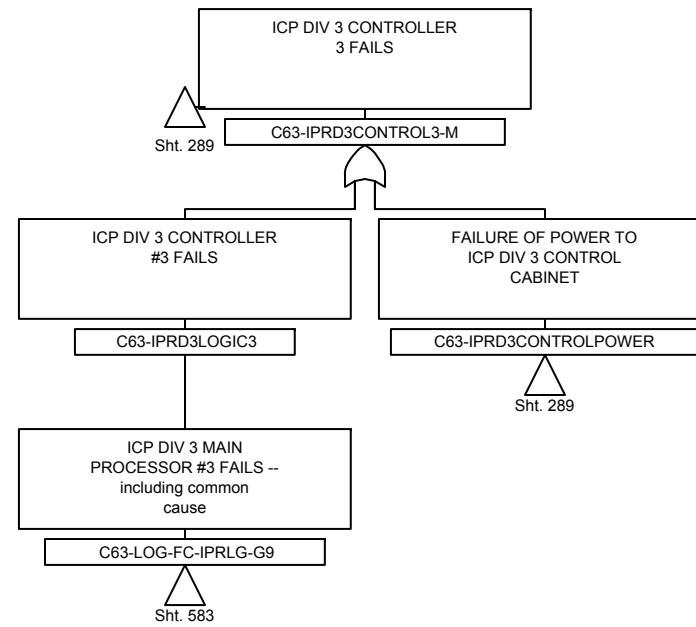 ICP DIV 3 CONTROLLER
3 FAILS
Sht. 289
C63-IPRD3CONTROL3-M
ICP DIV 3 CONTROLLER
#3 FAILS
C63-IPRD3LOGIC3
FAILURE OF POWER TO
ICP DIV 3 CONTROL
CABINET
C63-IPRD3CONTROLPOWER
Sht. 289
ICP DIV 3 MAIN
PROCESSOR #3 FAILS --
including common
cause
C63-LOG-FC-IPRLG-G9
Sht. 583